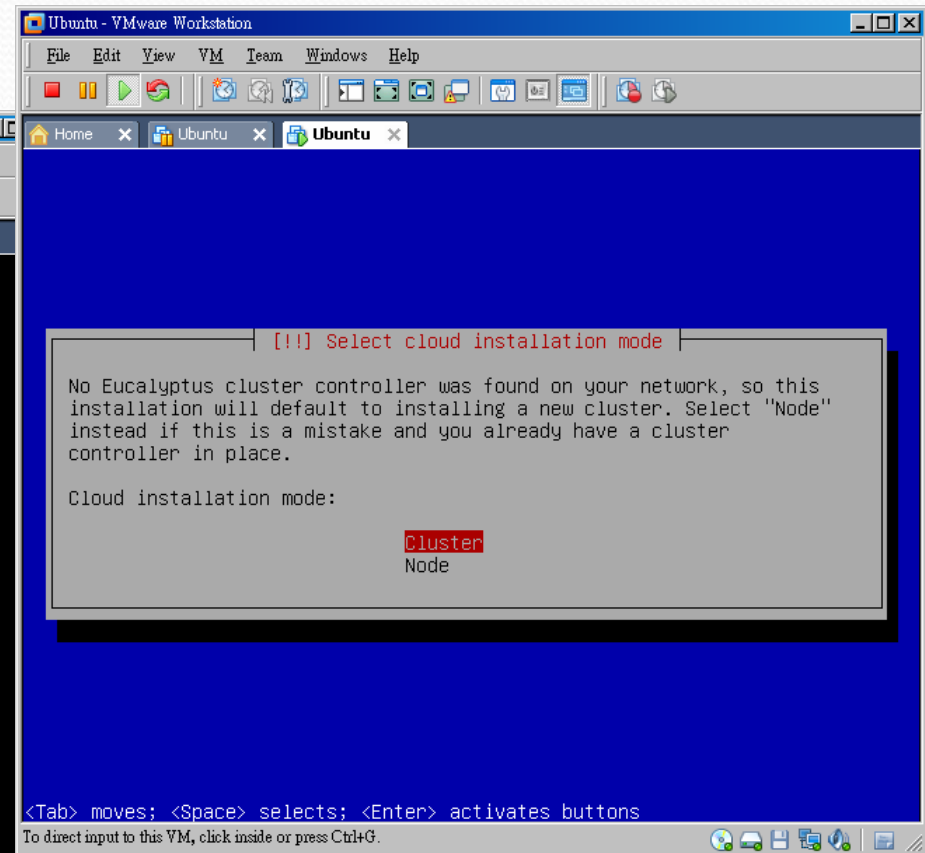 Ubuntu - VMware Workstation
File Edit View VM Team Windows Help
Home Ubuntu Ubuntu
[!!] Select cloud installation mode
No Eucalyptus cluster controller was found on your network, so this
installation will default to installing a new cluster. Select "Node"
instead if this is a mistake and you already have a cluster
controller in place.
Cloud installation mode:
Cluster
Node
<Tab> moves; <Space> selects; <Enter> activates buttons
To direct input to this VM, click inside or press Ctrl+G.